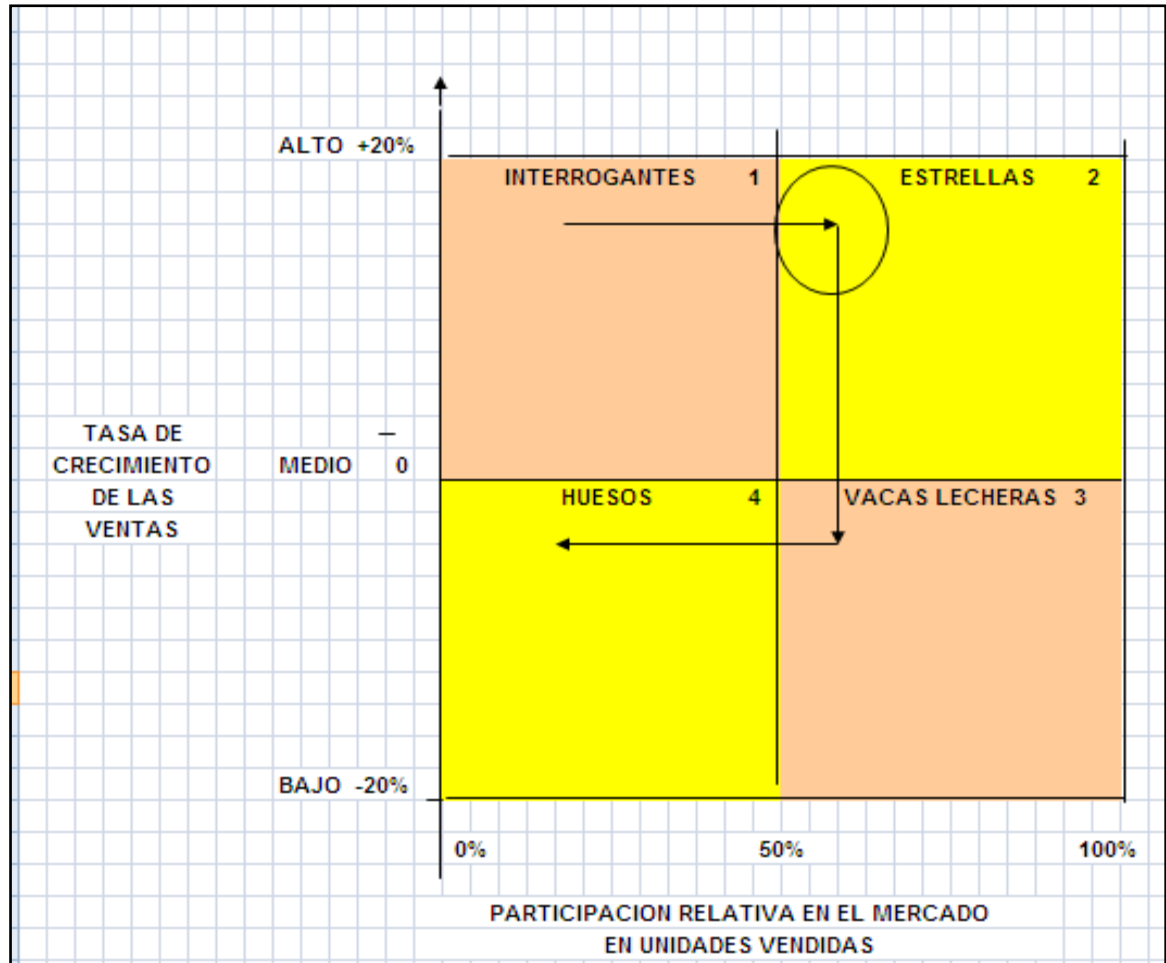 ALTO +20%
INTERROGANTES 1
ESTRELLAS 2
TASA DE
CRECIMIENTO
DE LAS
VENTAS
MEDIO 0
HUESOS 4
VACAS LECHERAS 3
BAJO -20%
0% 50% 100%
PARTICIPACION RELATIVA EN EL MERCADO
EN UNIDADES VENDIDAS